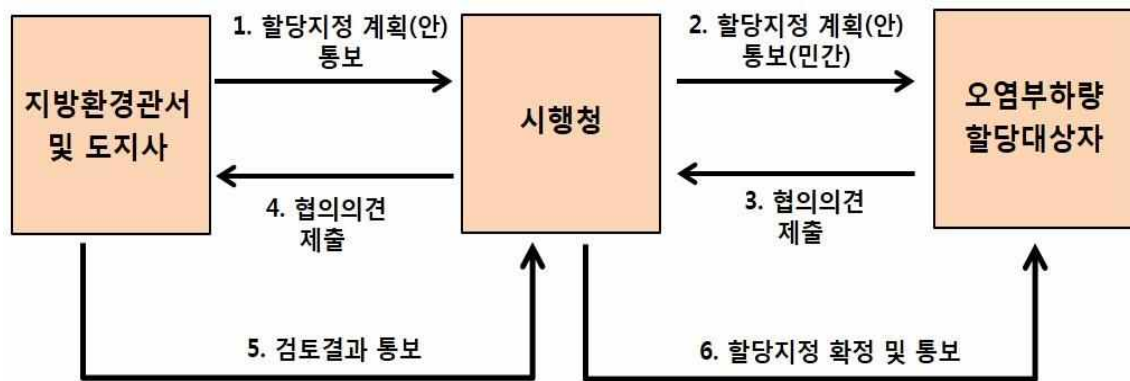 1. 할당지정 계획(안)
통보
2. 할당지정 계획(안)
통보(민간)
지방환경관서
및 도지사
시행청
오염부하량
할당대상자
4. 협의의견
제출
3. 협의의견
제출
5. 검토결과 통보
6. 할당지정 확정 및 통보